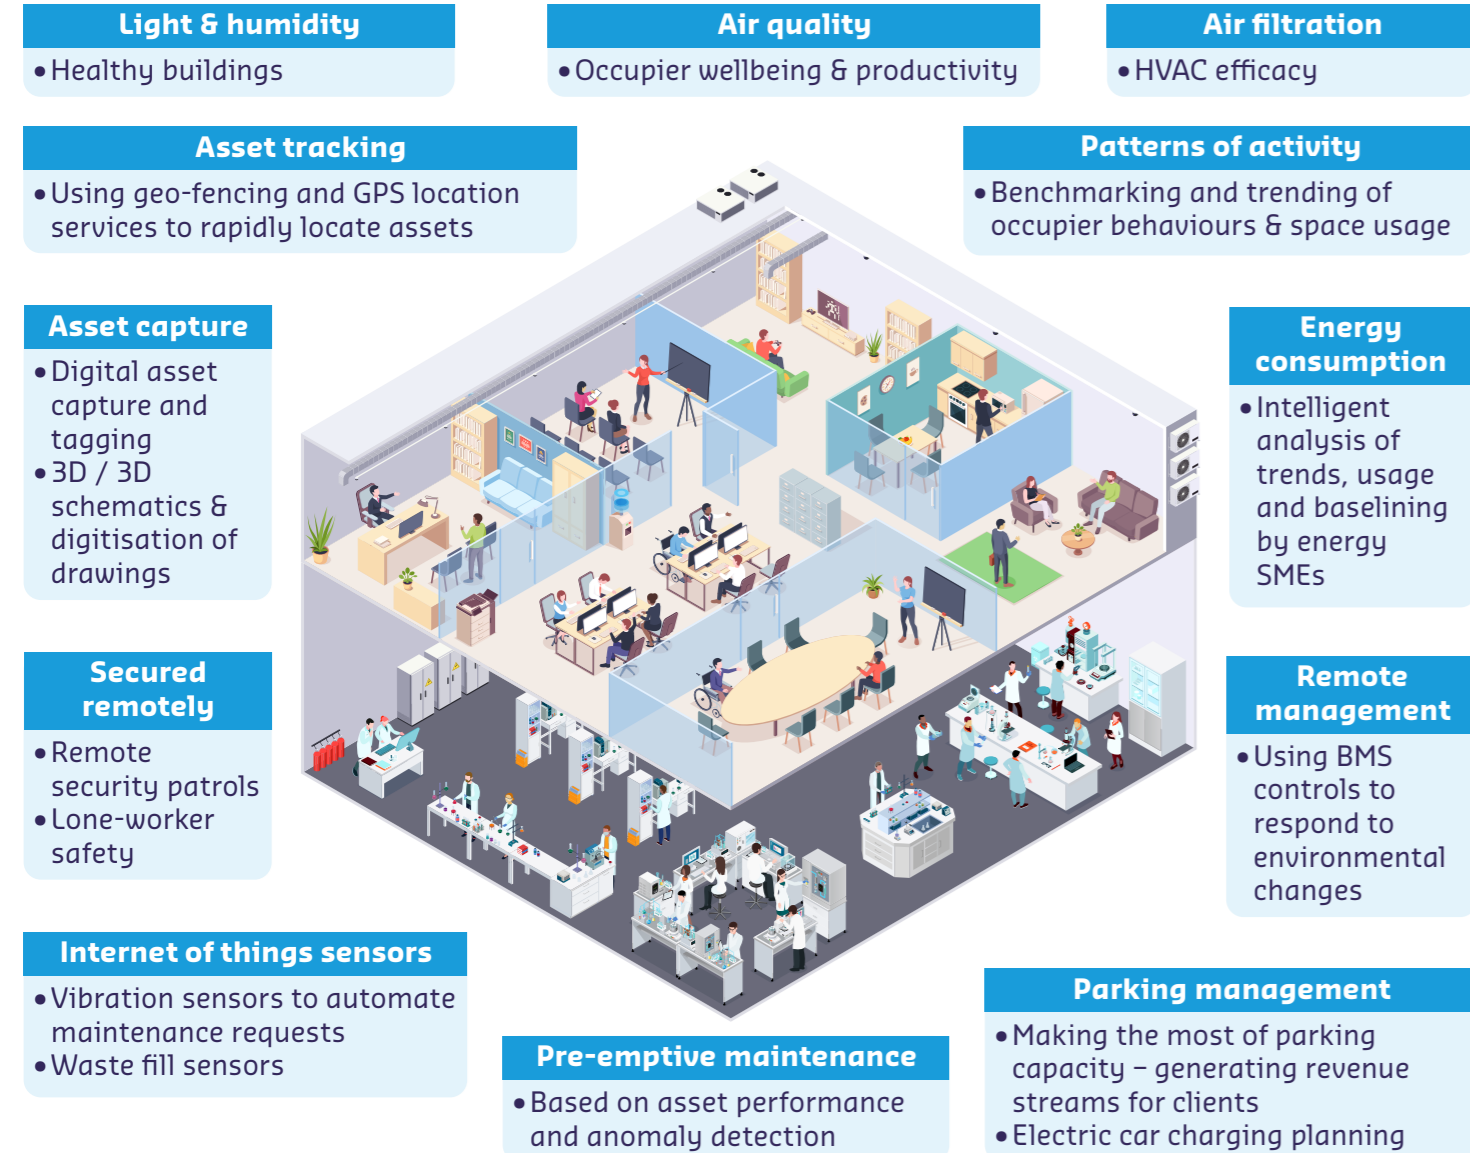 Light & humidity
• Healthy buildings
Air quality
• Occupier wellbeing & productivity
Air filtration
• HVAC efficacy
Asset tracking
• Using geo-fencing and GPS location
services to rapidly locate assets
Patterns of activity
• Benchmarking and trending of
occupier behaviours & space usage
Asset capture
• Digital asset
capture and
tagging
• 3D / 3D
schematics &
digitisation of
drawings
Energy
consumption
• Intelligent
analysis of
trends, usage
and baselining
by energy
SMEs
Secured
remotely
• Remote
security patrols
• Lone-worker
safety
Remote
management
• Using BMS
controls to
respond to
environmental
changes
Internet of things sensors
• Vibration sensors to automate
maintenance requests
• Waste fill sensors
Pre-emptive maintenance
• Based on asset performance
and anomaly detection
Parking management
• Making the most of parking
capacity – generating revenue
streams for clients
• Electric car charging planning